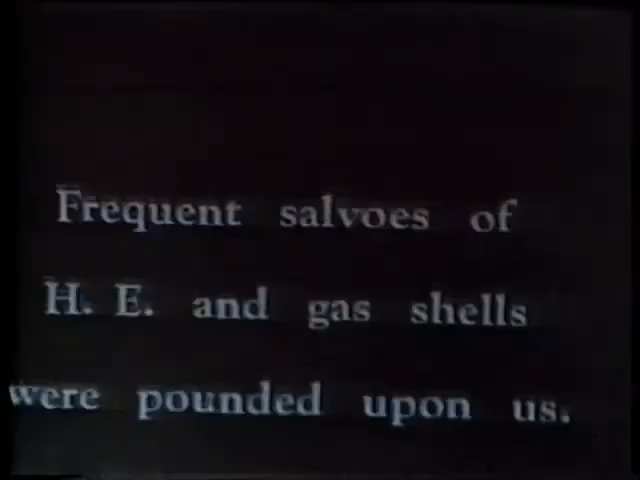 Frequent salvoes of
H. E. and gas shells
were pounded upon us.